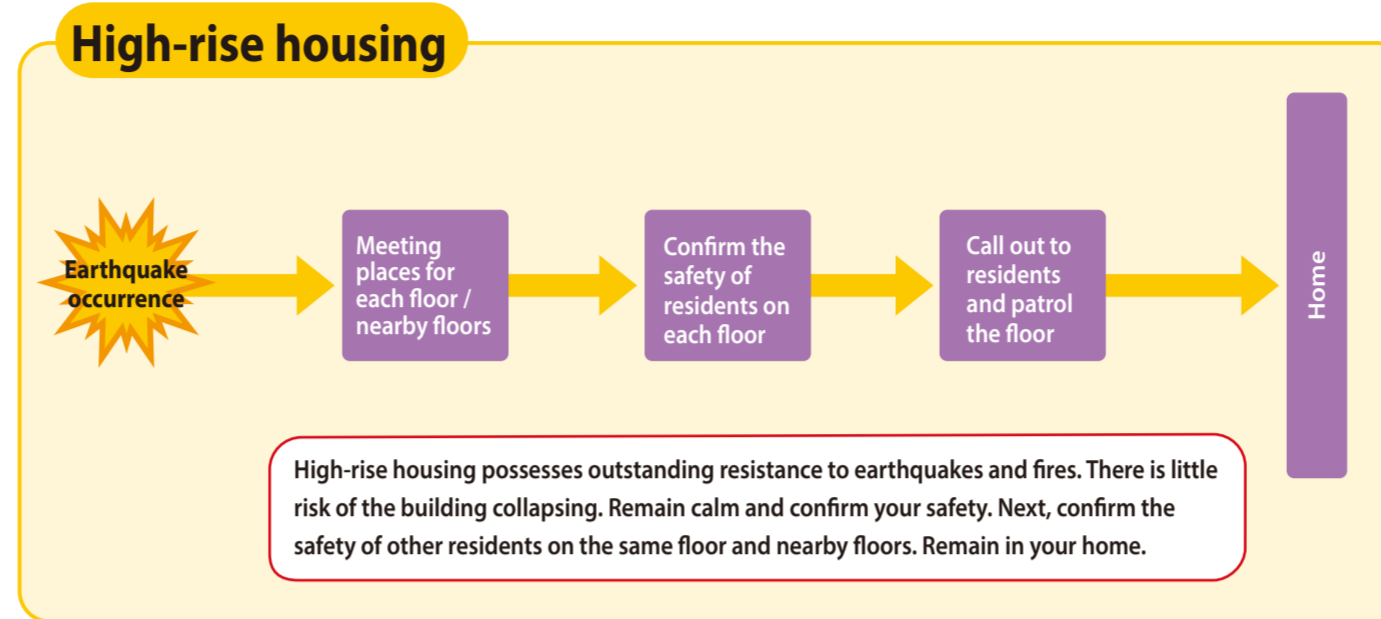 High-rise housing
Earthquake
occurrence
Meeting
places for
each floor /
nearby floors
Confirm the
safety of
residents on
each floor
Call out to
residents
and patrol
the floor
Home
High-rise housing possesses outstanding resistance to earthquakes and fires. There is little
risk of the building collapsing. Remain calm and confirm your safety. Next, confirm the
safety of other residents on the same floor and nearby floors. Remain in your home.